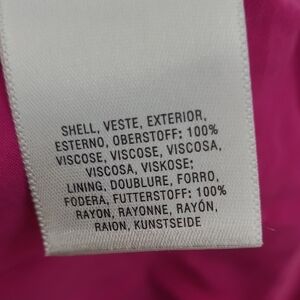 SHELL, VESTE, EXTERIOR,
ESTERNO, OBERSTOFF: 100%
VISCOSE, VISCOSE, VISCOSA,
VISCOSA, VISKOSE;
LINING, DOUBLURE, FORRO,
FODERA, FUTTERSTOFF: 100%
RAYON, RAYONNE, RAYÓN,
RAION, KUNSTSEIDE